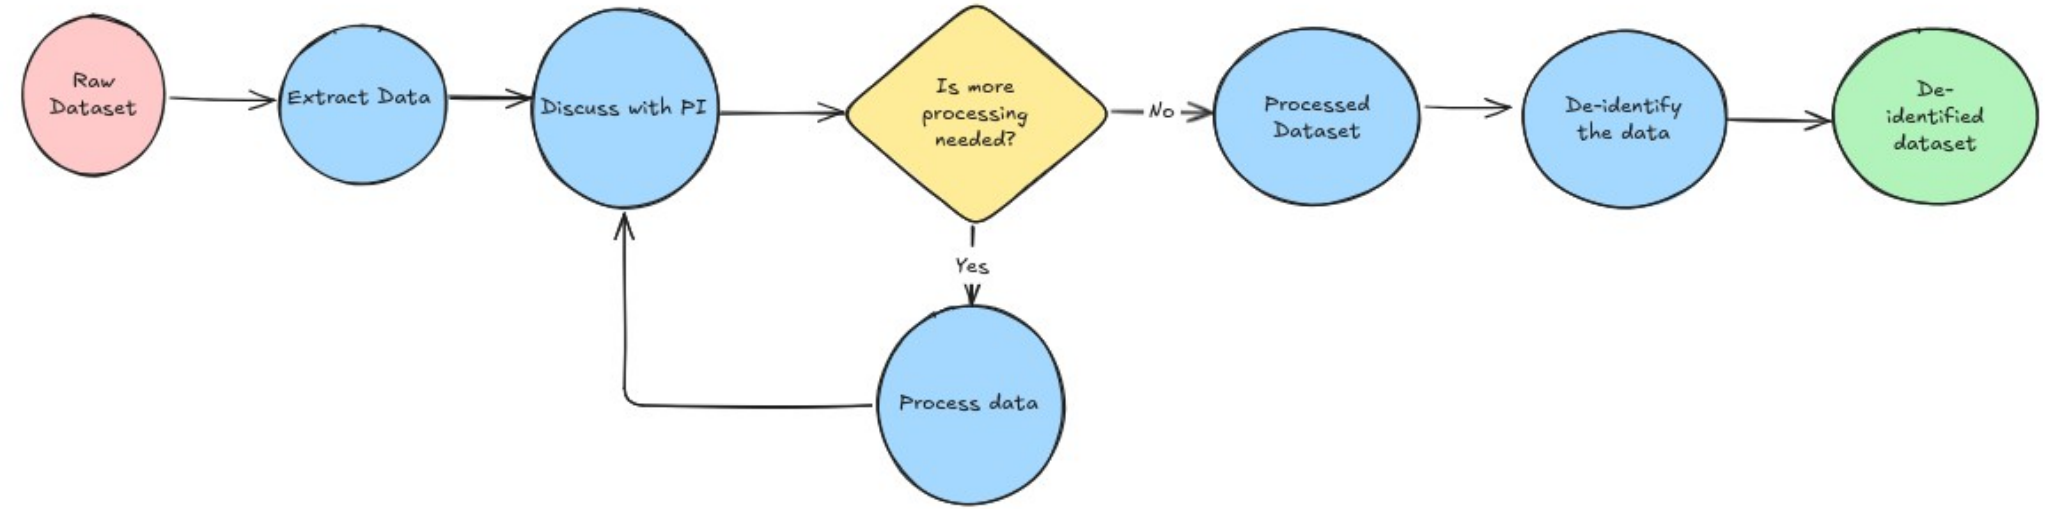 Raw
Dataset
Extract Data
Discuss with PI
Is more
processing
needed?
No
Processed
Dataset
De-identify
the data
De-
identified
dataset
Yes
Process data